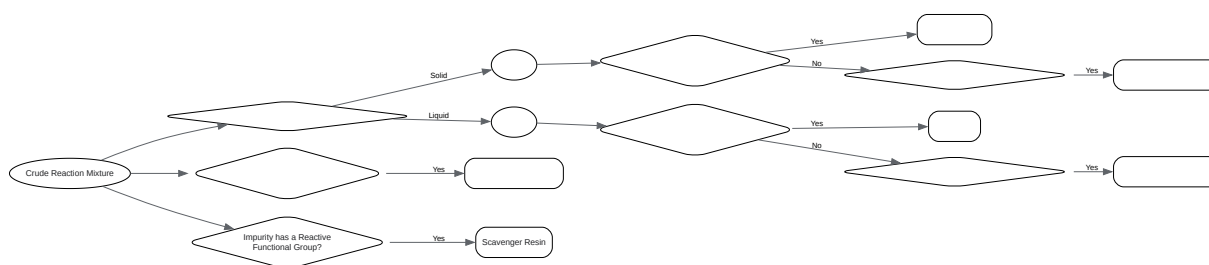 Yes
Solid
No
Yes
Liquid
Yes
No
Yes
Crude Reaction Mixture
Yes
Impurity has a Reactive
Functional Group?
Yes
Scavenger Resin